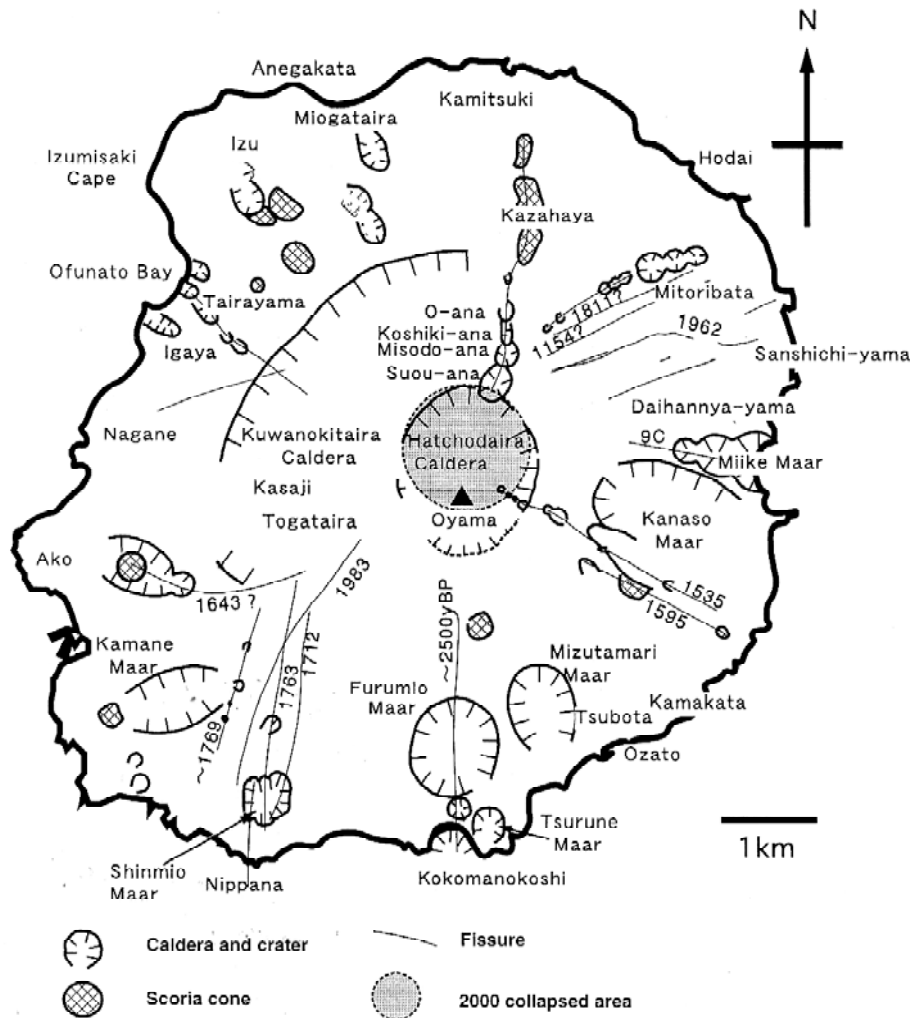 N
Anegakata
Kamitsuki
Miogataira
Izu
Izumisaki
Cape
Hodai
Kazahaya
Ofunato Bay
Tairayama
Mitoribata
O-ana
Koshiki-ana
Misodo-ana
Suou-ana
1811?
1154?
1962
Igaya
Sanshichi-yama
Daihannya-yama
Nagane
Kuwanokitaira
Caldera
Hatchodaira
Caldera
9C
Miike Maar
Kasaji
Togataira
Oyama
Kanaso
Maar
Ako
1643 ?
1983
1535
1595
~2500yBP
Kamane
Maar
1763
1712
~1769
Mizutamari
Maar
Furumio
Maar
Tsubota
Kamakata
Ozato
Tsurune
Maar
1km
Shinmio
Maar
Nippana
Kokomanokoshi
Caldera and crater
Fissure
Scoria cone
2000 collapsed area